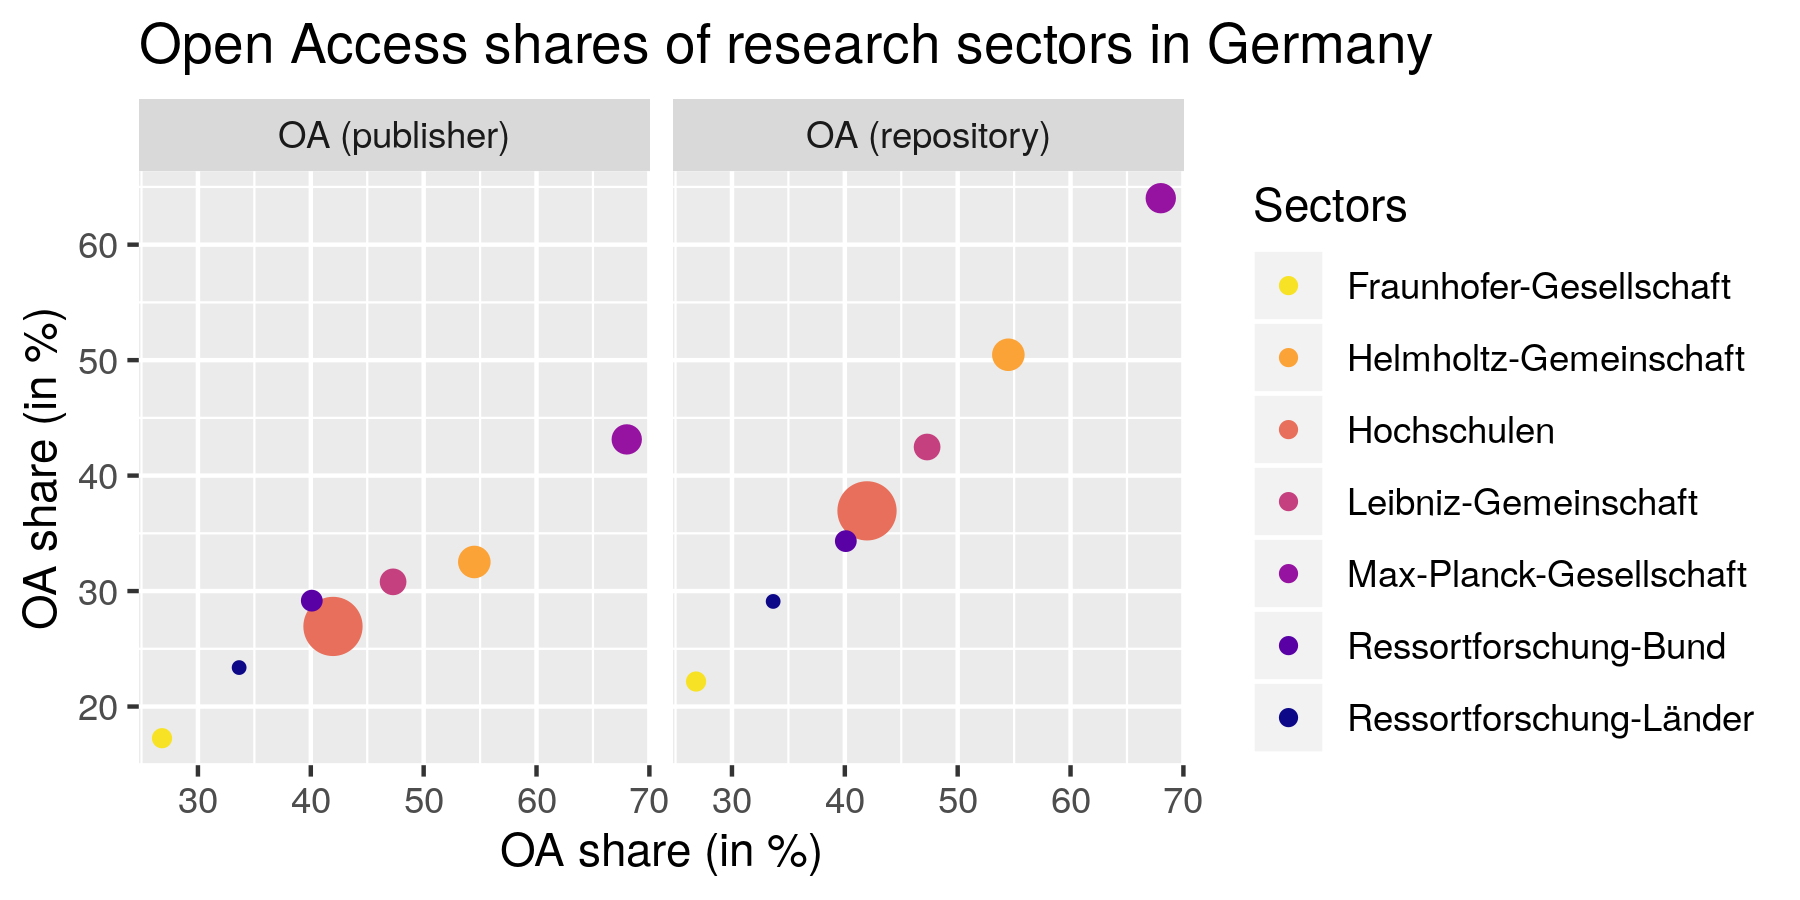 Open Access shares of research sectors in Germany
OA (publisher)
OA (repository)
OA share (in %)
60
50
40
30
20
30 40 50 60 70
30 40 50 60 70
OA share (in %)
Sectors
Fraunhofer-Gesellschaft
Helmholtz-Gemeinschaft
Hochschulen
Leibniz-Gemeinschaft
Max-Planck-Gesellschaft
Ressortforschung-Bund
Ressortforschung-Länder